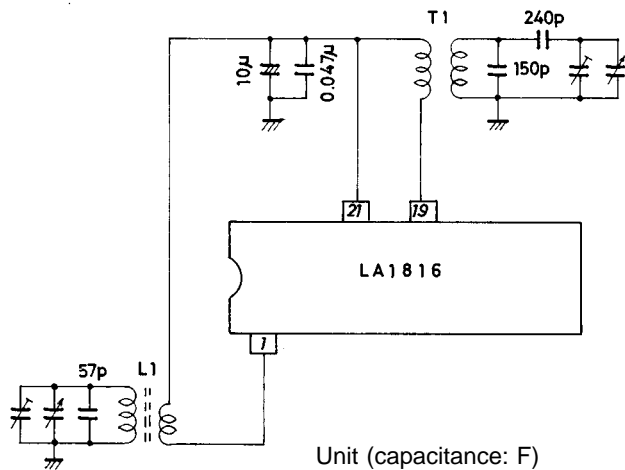 T1
240p
10μ
0.047μ
150p
21
19
LA1816
1
57p
L1
Unit (capacitance: F)